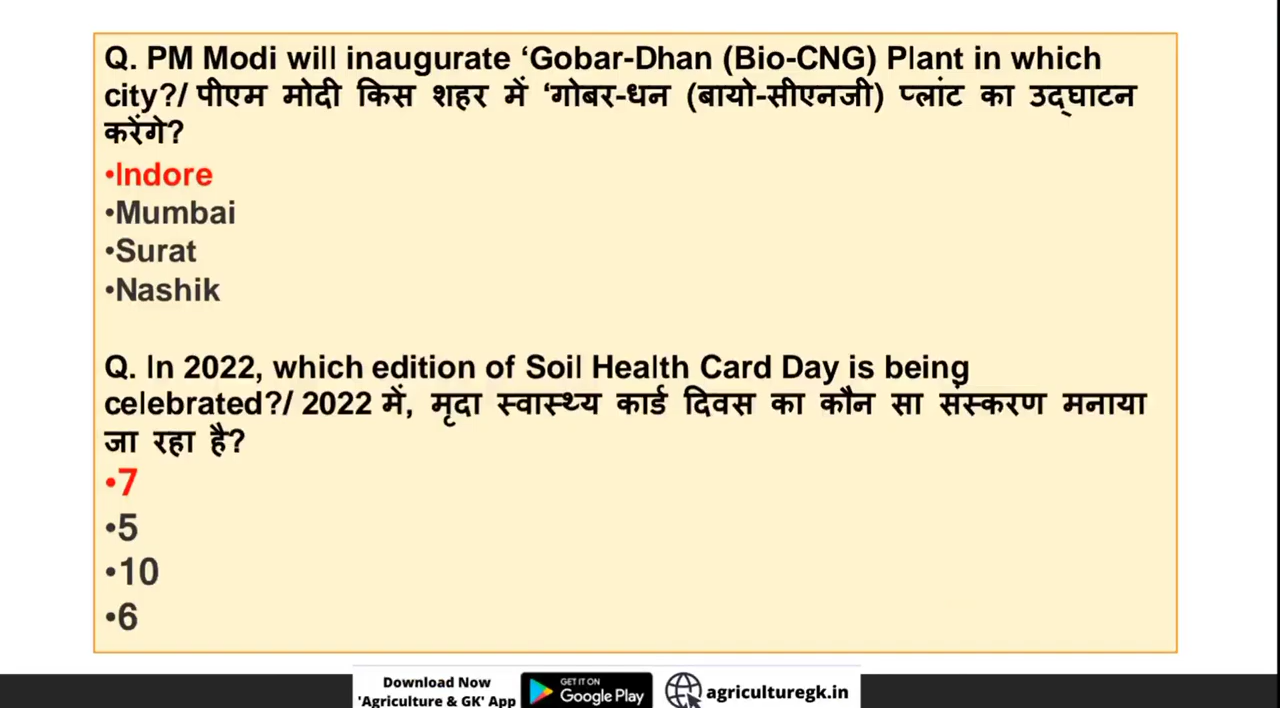 Q. PM Modi will inaugurate ‘Gobar-Dhan (Bio-CNG) Plant in which
city?/ पीएम मोदी किस शहर में ‘गोबर-धन (बायो-सीएनजी) प्लांट का उद्घाटन
करेंगे?
•Indore
•Mumbai
•Surat
•Nashik
Q. In 2022, which edition of Soil Health Card Day is being
celebrated?/ 2022 में, मृदा स्वास्थ्य कार्ड दिवस का कौन सा संस्करण मनाया
जा रहा है?
•7
•5
•10
•6
Download Now
'Agriculture & GK' App
GET IT ON
Google Play
agriculturegk.in